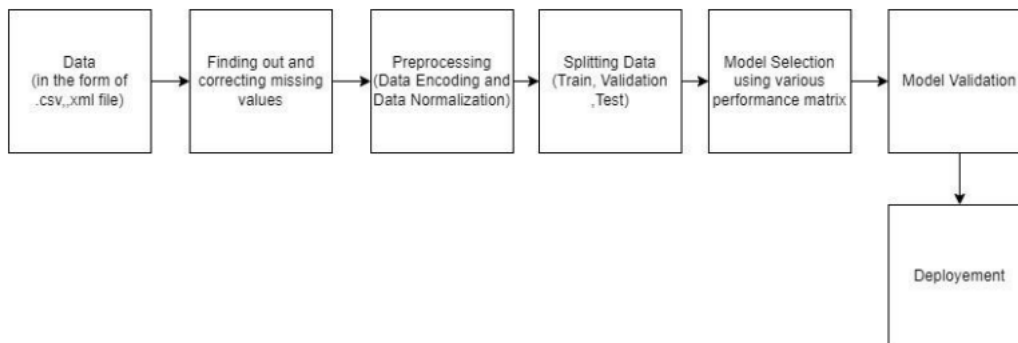 Data
(in the form of
.csv,,xml file)
Finding out and
correcting missing
values
Preprocessing
(Data Encoding and
Data Normalization)
Splitting Data
(Train, Validation
,Test)
Model Selection
using various
performance matrix
Model Validation
Deployement